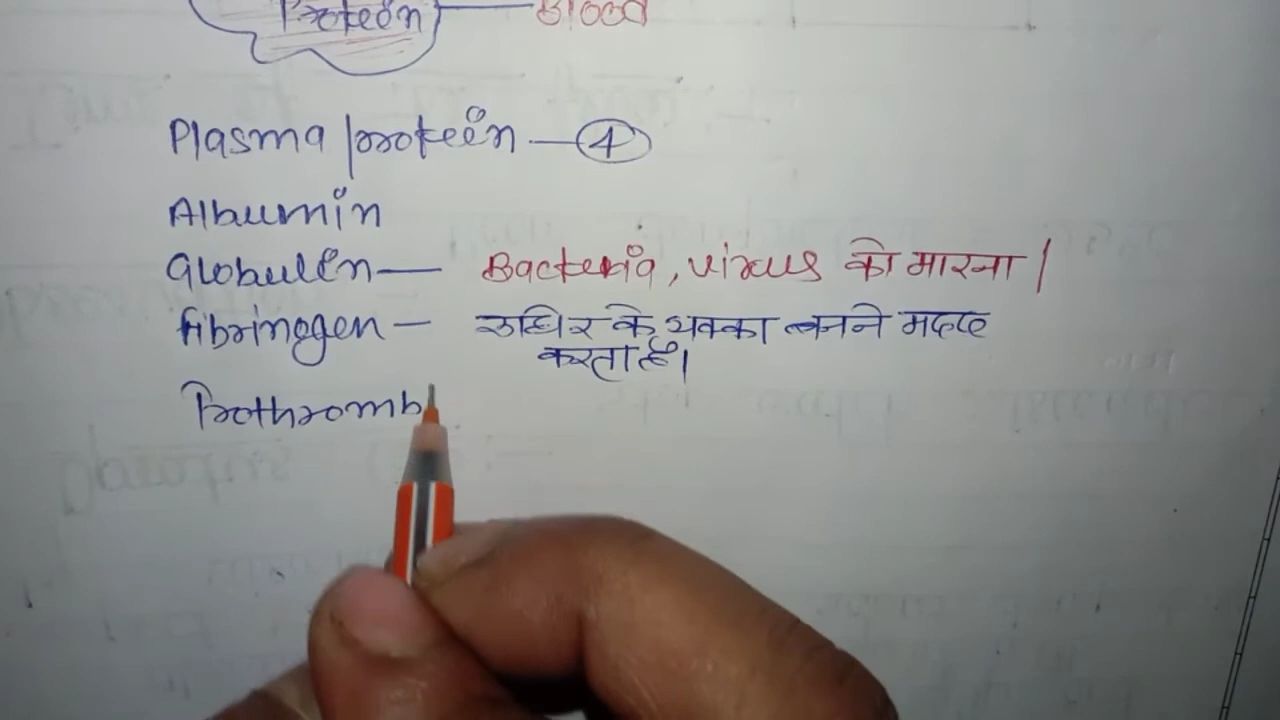 Protein — Blood
Plasma protein — 4
Albumin
Globulin — Bacteria, virus को मारना |
fibrinogen — रुधिर के थक्का बनने मदद
करता है।
Prothromb